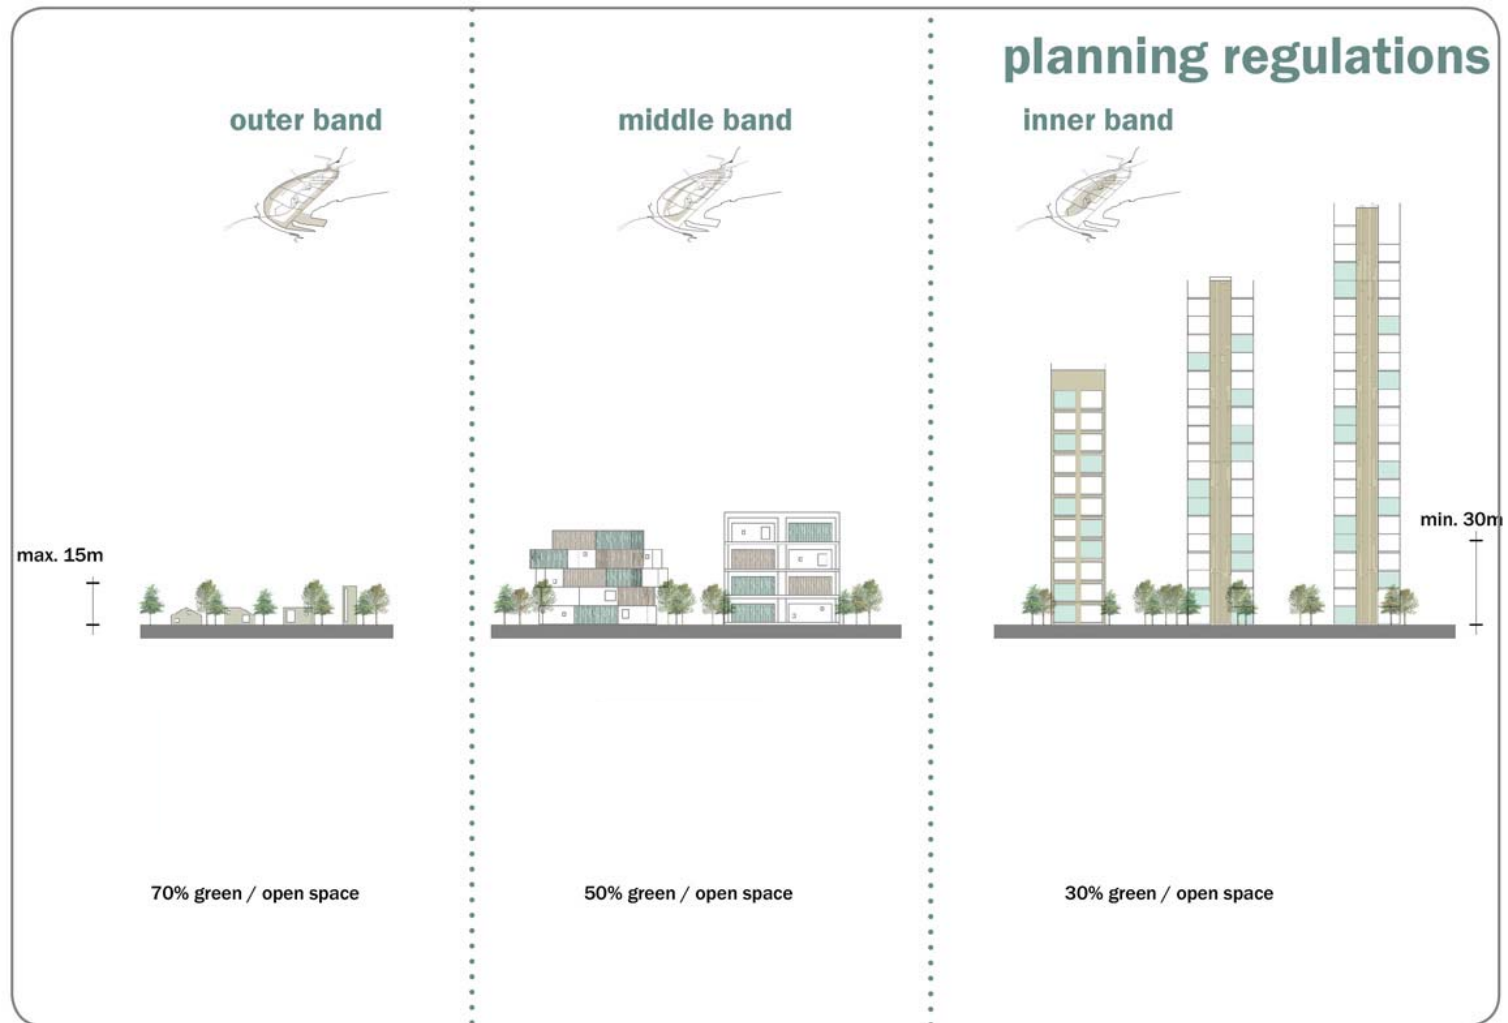 planning regulations
outer band
middle band
inner band
max. 15m
min. 30m
70% green / open space
50% green / open space
30% green / open space